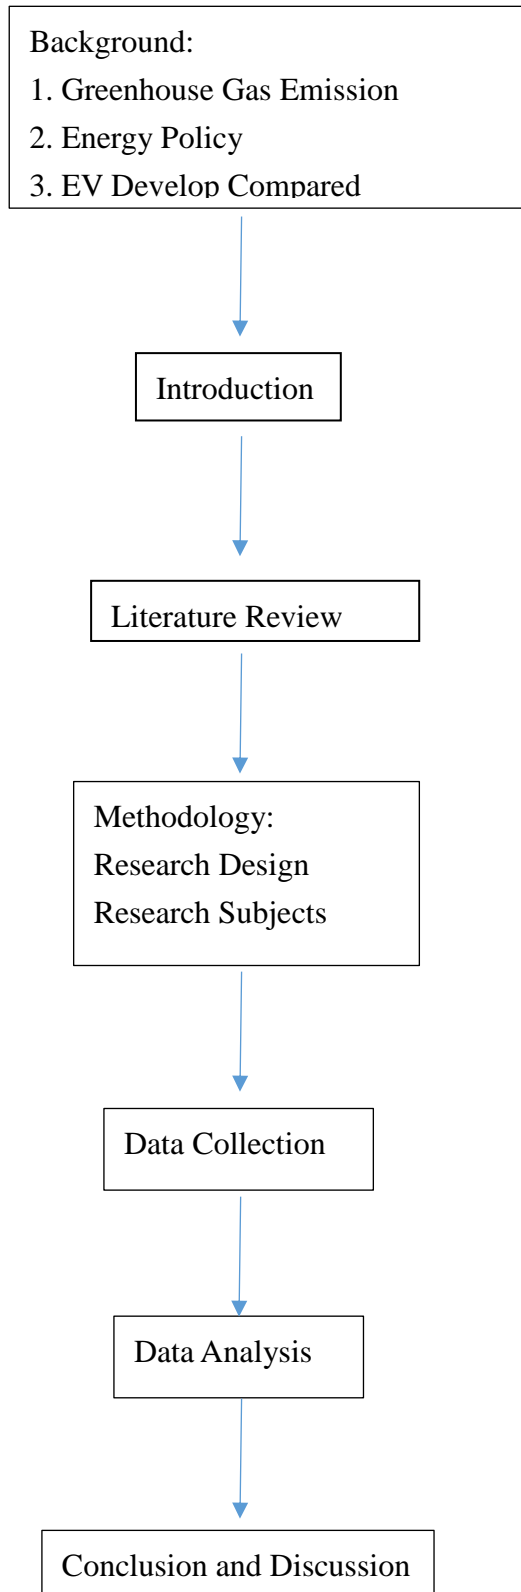 Background:
1. Greenhouse Gas Emission
2. Energy Policy
3. EV Develop Compared
Introduction
Literature Review
Methodology:
Research Design
Research Subjects
Data Collection
Data Analysis
Conclusion and Discussion